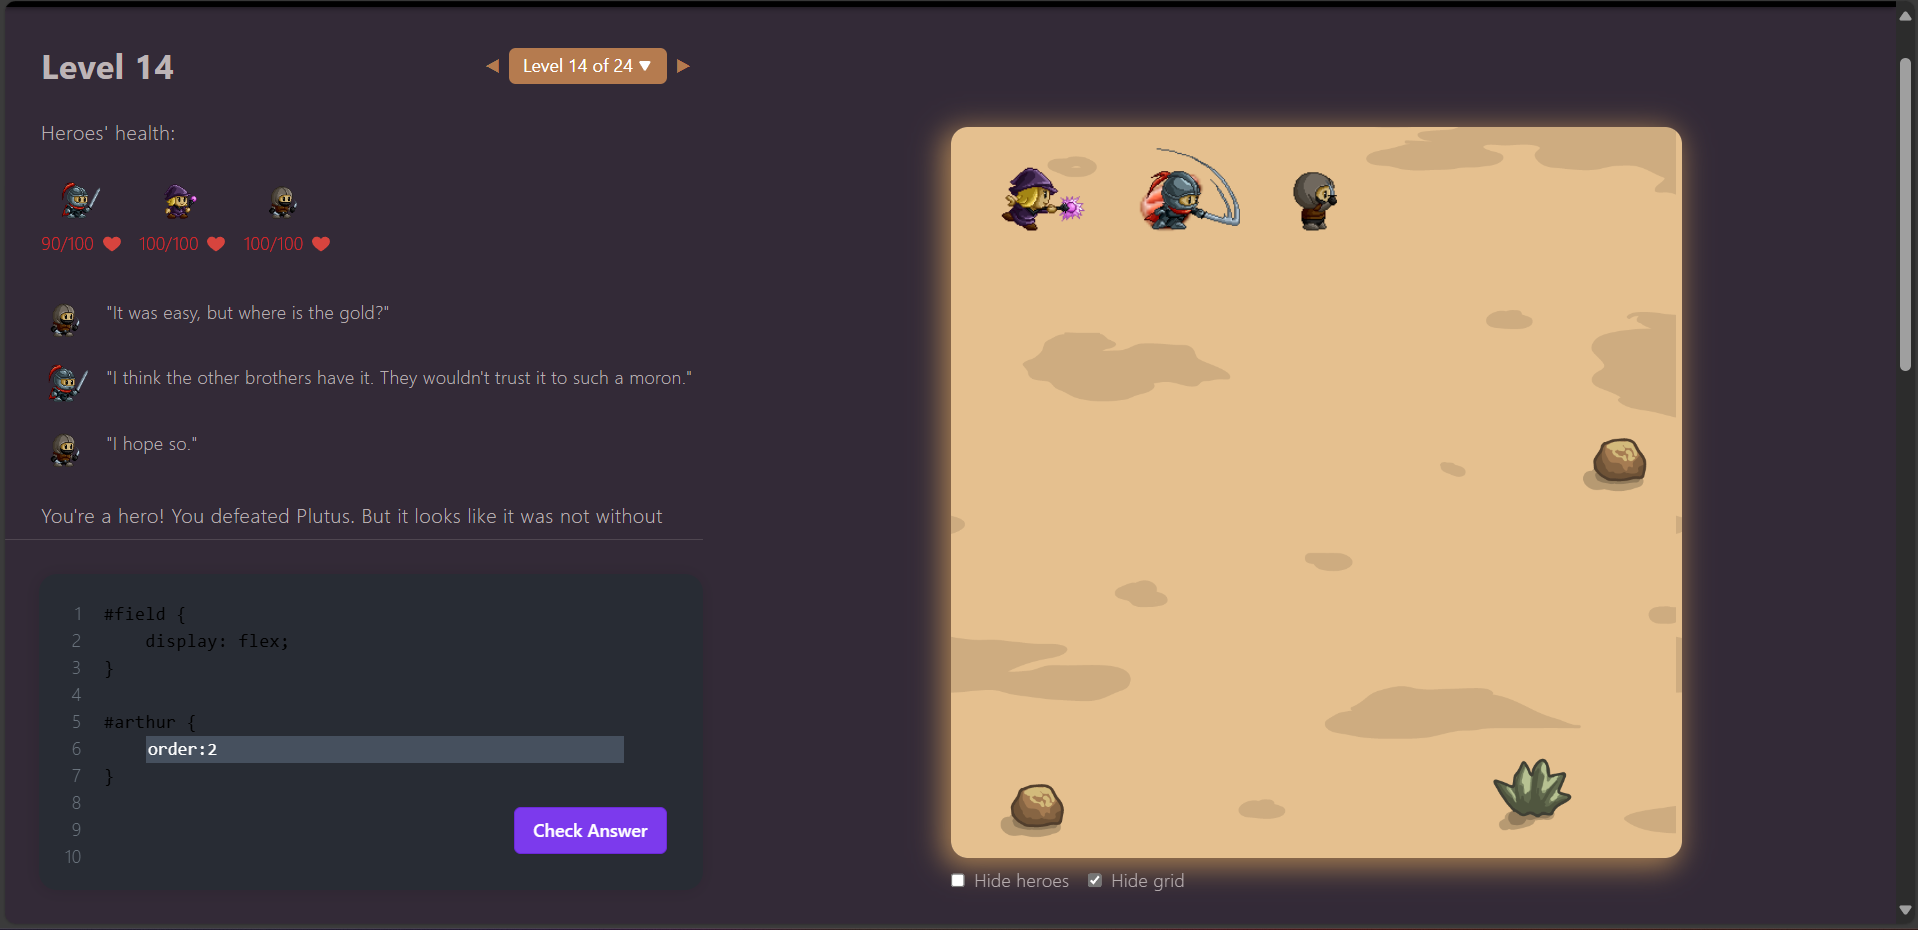 Level 14
◀ Level 14 of 24 ▼ ▶
Heroes' health:
90/100 100/100 100/100
"It was easy, but where is the gold?"
"I think the other brothers have it. They wouldn't trust it to such a moron."
"I hope so."
You're a hero! You defeated Plutus. But it looks like it was not without
1 #field {
2 display: flex;
3 }
4
5 #arthur {
6 order:2
7 }
8
9
10
Check Answer
Hide heroes Hide grid